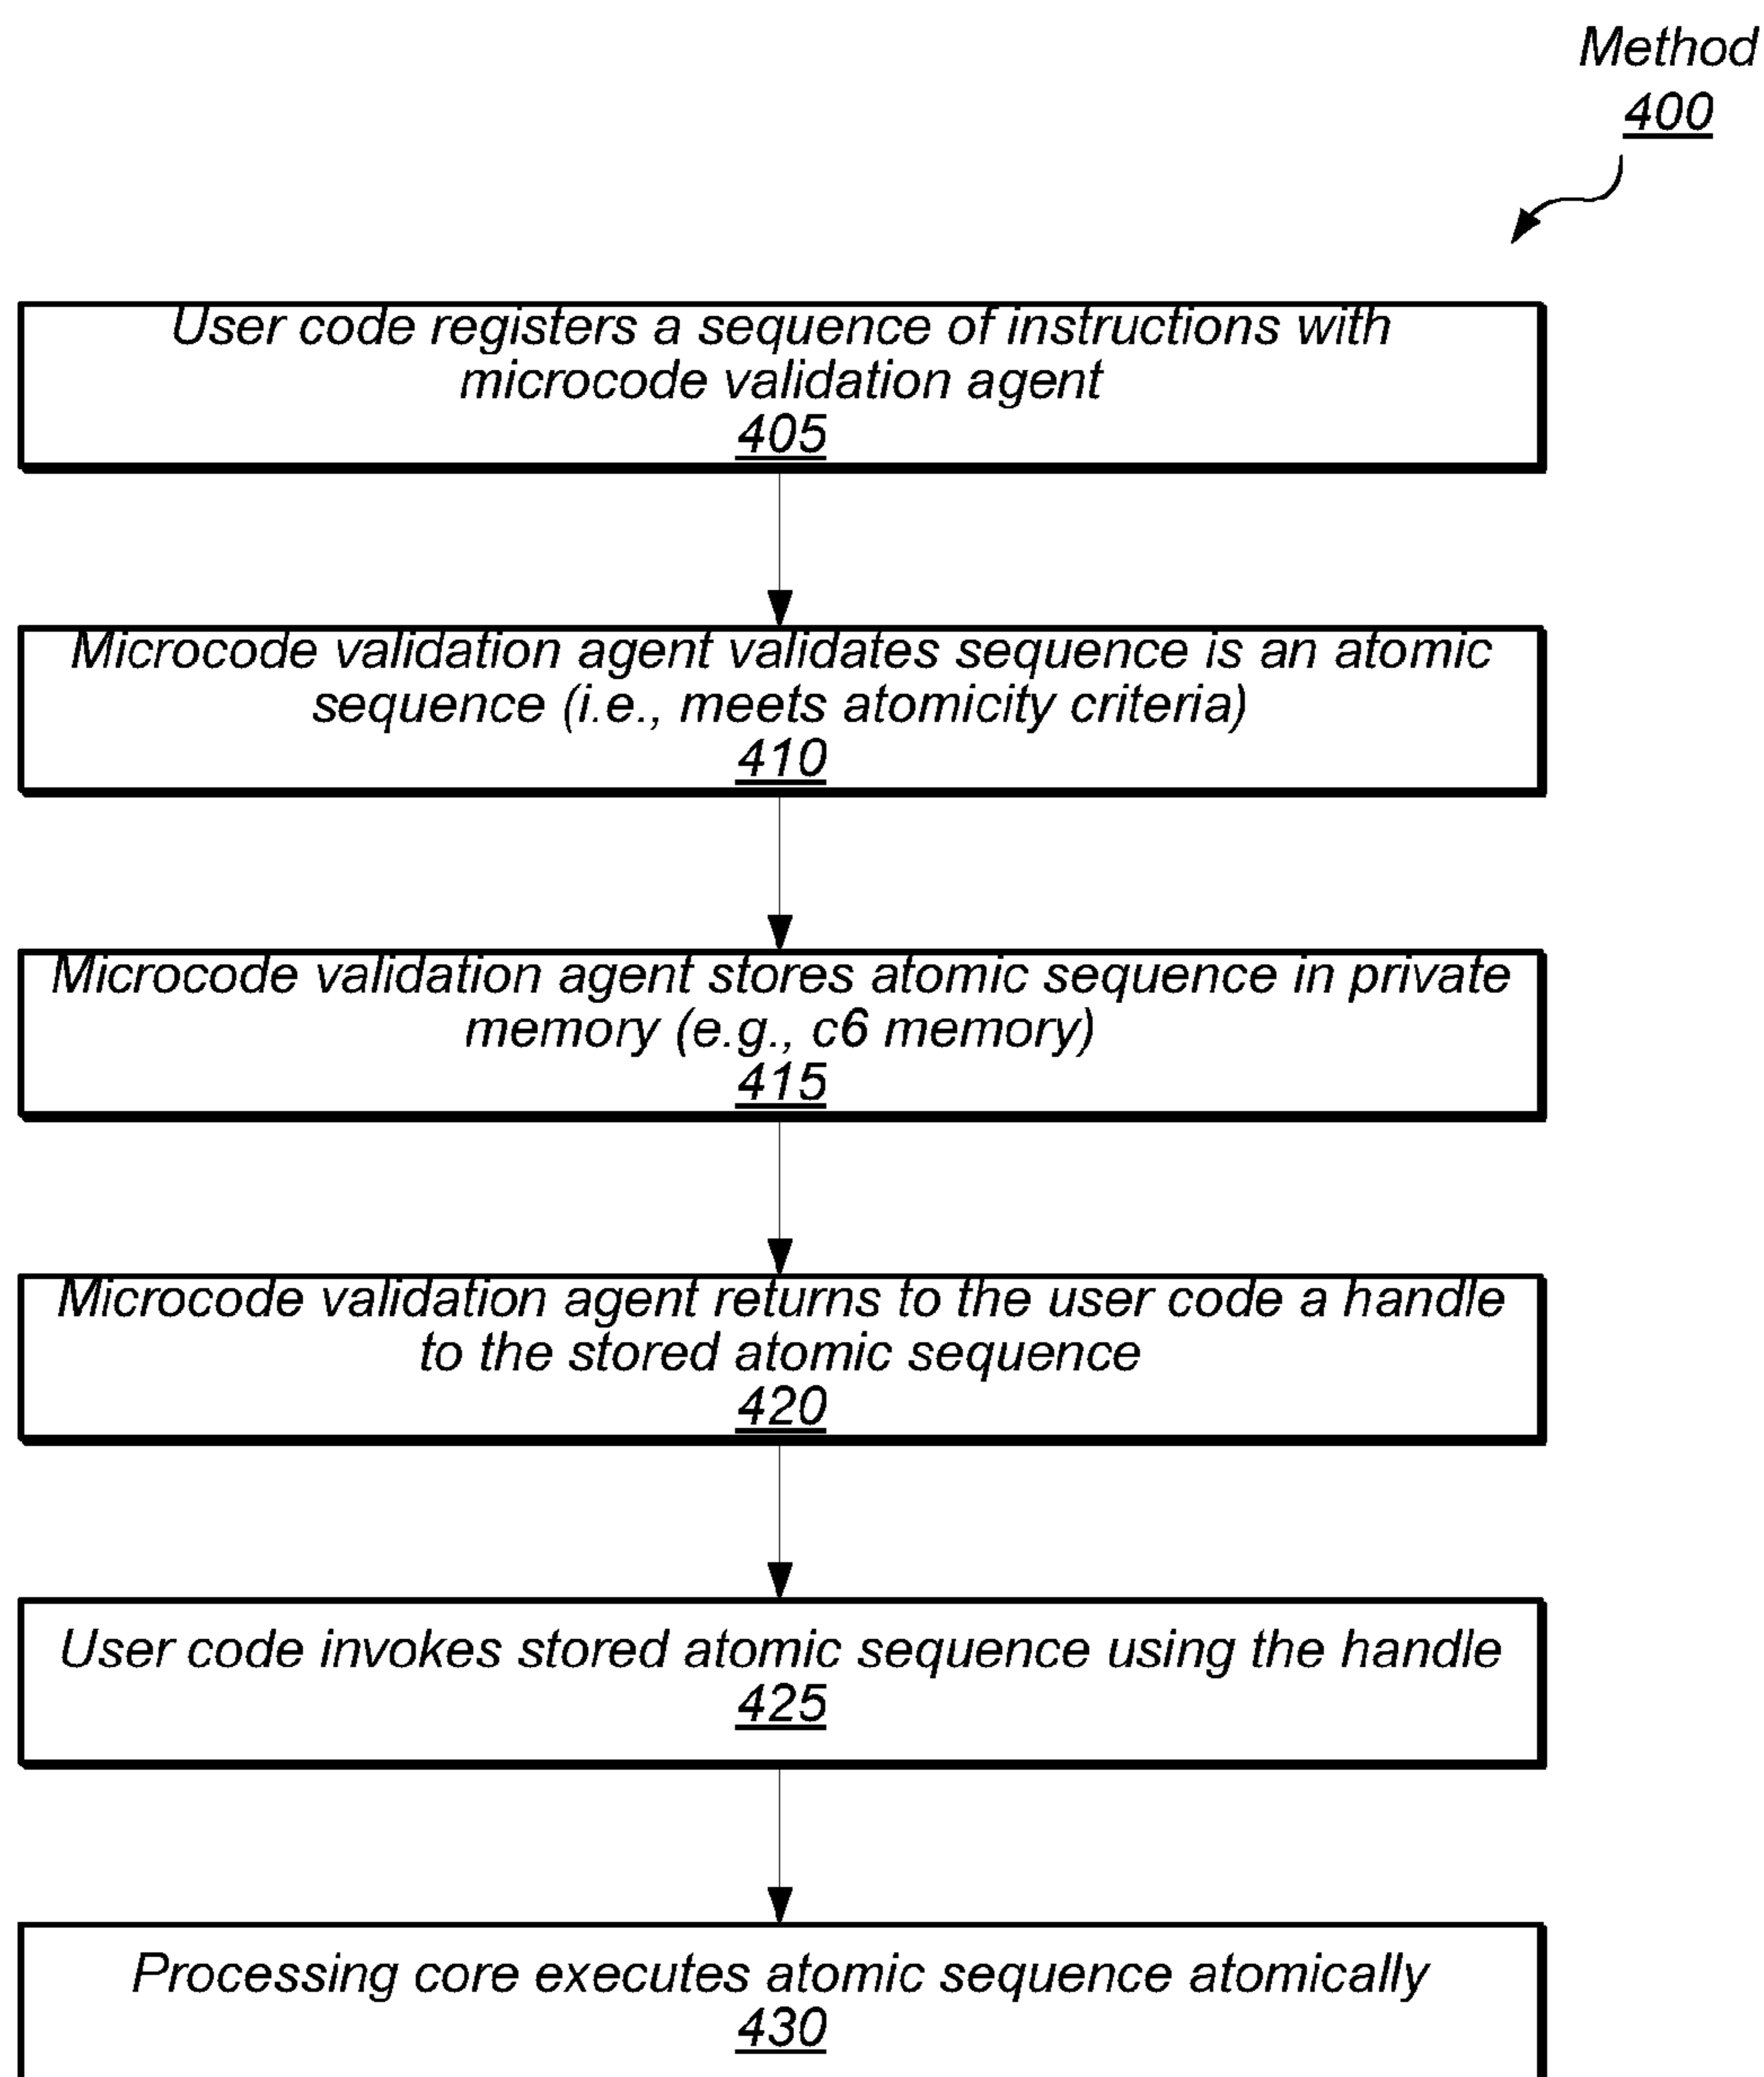 Method
400
User code registers a sequence of instructions with
microcode validation agent
405
Microcode validation agent validates sequence is an atomic
sequence (i.e., meets atomicity criteria)
410
Microcode validation agent stores atomic sequence in private
memory (e.g., c6 memory)
415
Microcode validation agent returns to the user code a handle
to the stored atomic sequence
420
User code invokes stored atomic sequence using the handle
425
Processing core executes atomic sequence atomically
430